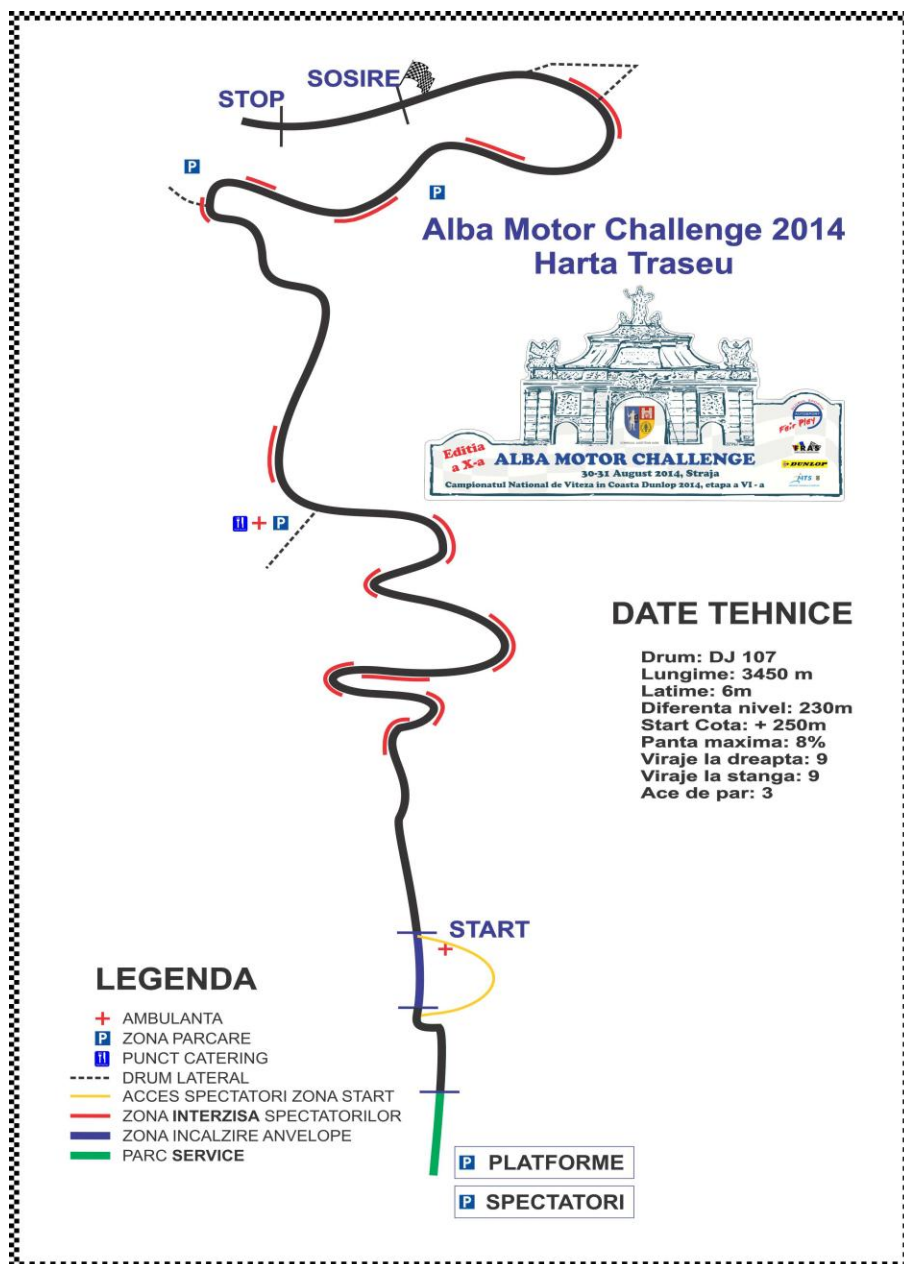 SOSIRE
STOP
P
P
Alba Motor Challenge 2014
Harta Traseu
Editia
a X-a
Fair Play
FRAS
DUNLOP
ALBA MOTOR CHALLENGE
30-31 August 2014, Straja
Campionatul National de Viteza in Coasta Dunlop 2014, etapa a VI - a
P
DATE TEHNICE
Drum: DJ 107
Lungime: 3450 m
Latime: 6m
Diferenta nivel: 230m
Start Cota: + 250m
Panta maxima: 8%
Viraje la dreapta: 9
Viraje la stanga: 9
Ace de par: 3
START
LEGENDA
AMBULANTA
P ZONA PARCARE
PUNCT CATERING
DRUM LATERAL
ACCES SPECTATORI ZONA START
ZONA INTERZISA SPECTATORILOR
ZONA INCALZIRE ANVELOPE
PARC SERVICE
P PLATFORME
P SPECTATORI